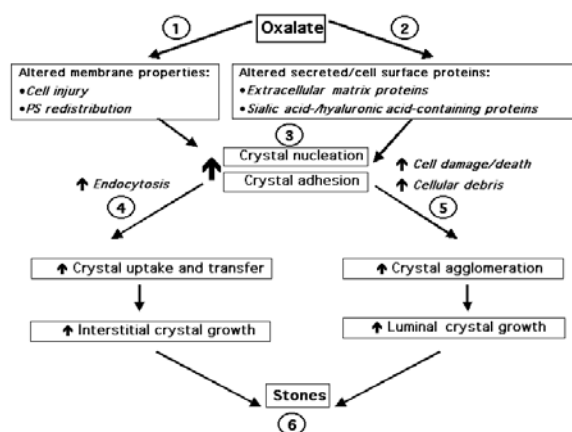 1
Oxalate
2
Altered membrane properties:
•Cell injury
•PS redistribution
Altered secreted/cell surface proteins:
•Extracellular matrix proteins
•Sialic acid-/hyaluronic acid-containing proteins
3
Crystal nucleation
Crystal adhesion
Endocytosis
4
Cell damage/death
Cellular debris
5
Crystal uptake and transfer
Crystal agglomeration
Interstitial crystal growth
Luminal crystal growth
Stones
6